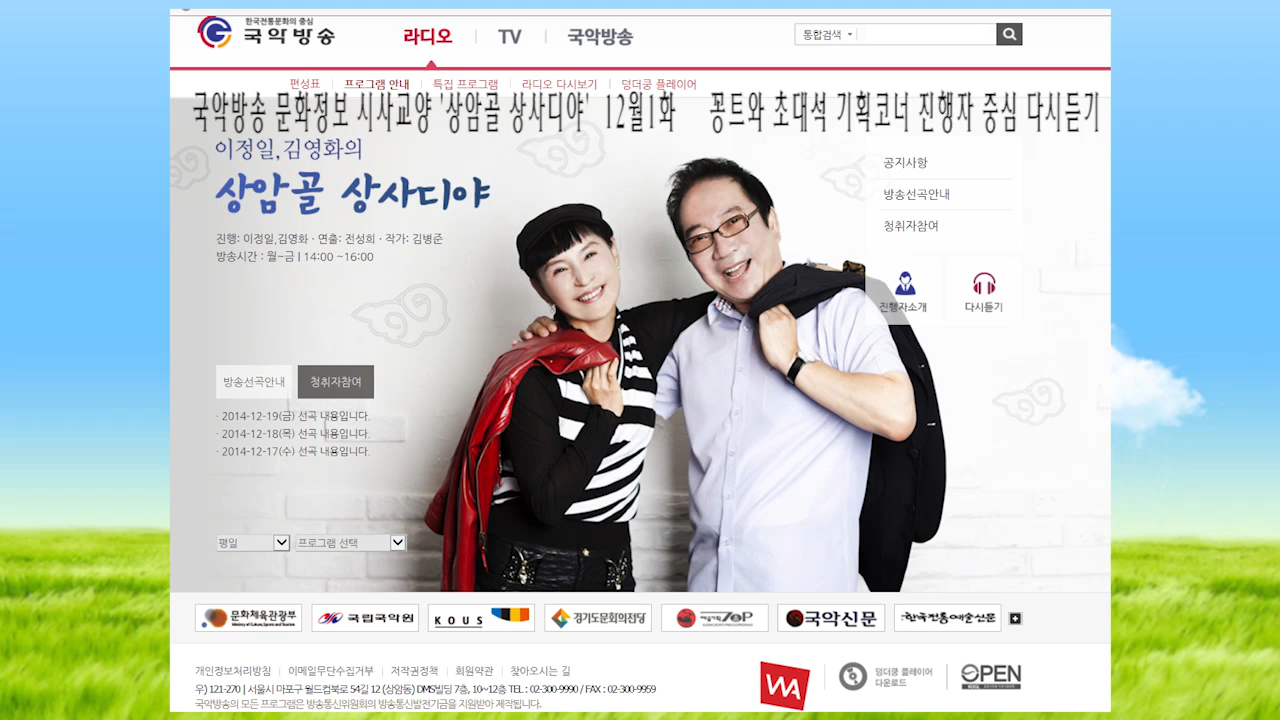 한국전통문화의 중심
국악방송
라디오 TV 국악방송
통합검색
편성표 프로그램 안내 특집 프로그램 라디오 다시보기 덩더쿵 플레이어
국악방송 문화정보 시사교양 '상암골 상사디야' 12월1화 꽁트와 초대석 기획코너 진행자 중심 다시듣기
이정일,김영화의
상암골 상사디야
진행: 이정일,김영화 · 연출: 전성희 · 작가: 김병준
방송시간 : 월~금 | 14:00 ~16:00
공지사항
방송선곡안내
청취자참여
진행자소개 다시듣기
방송선곡안내 청취자참여
· 2014-12-19(금) 선곡 내용입니다.
· 2014-12-18(목) 선곡 내용입니다.
· 2014-12-17(수) 선곡 내용입니다.
평일 프로그램 선택
문화체육관광부 국립국악원 KOUS 경기도문화의전당 TOP 국악신문 한국전통예술신문
Ministry of Culture, Sports and Tourism
개인정보처리방침 이메일무단수집거부 저작권정책 회원약관 찾아오시는 길
우) 121-270 | 서울시 마포구 월드컵북로 54길 12 (상암동) DMS빌딩 7층, 10~12층 TEL : 02-300-9990 / FAX : 02-300-9959
국악방송의 모든 프로그램은 방송통신위원회의 방송통신발전기금을 지원받아 제작됩니다.
WA
덩더쿵 플레이어
다운로드
OPEN